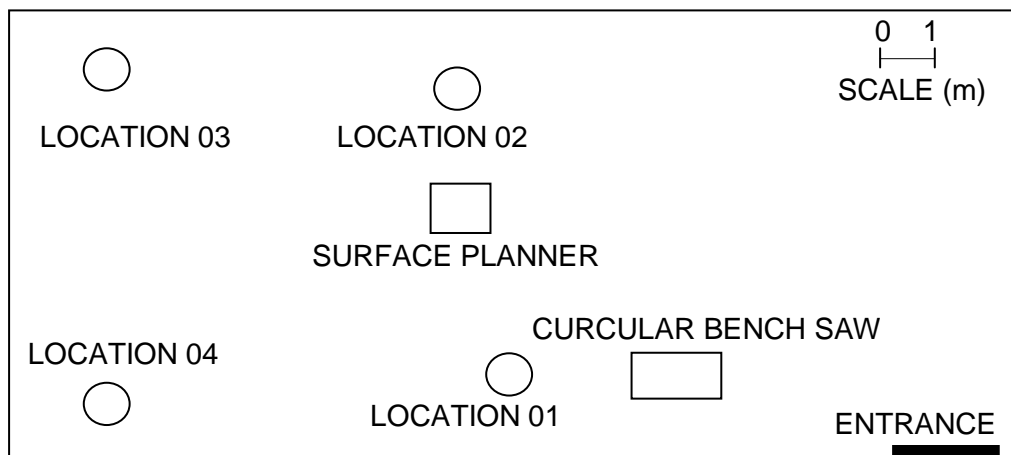 0 1
SCALE (m)
LOCATION 03
LOCATION 02
SURFACE PLANNER
CURCULAR BENCH SAW
LOCATION 04
LOCATION 01
ENTRANCE